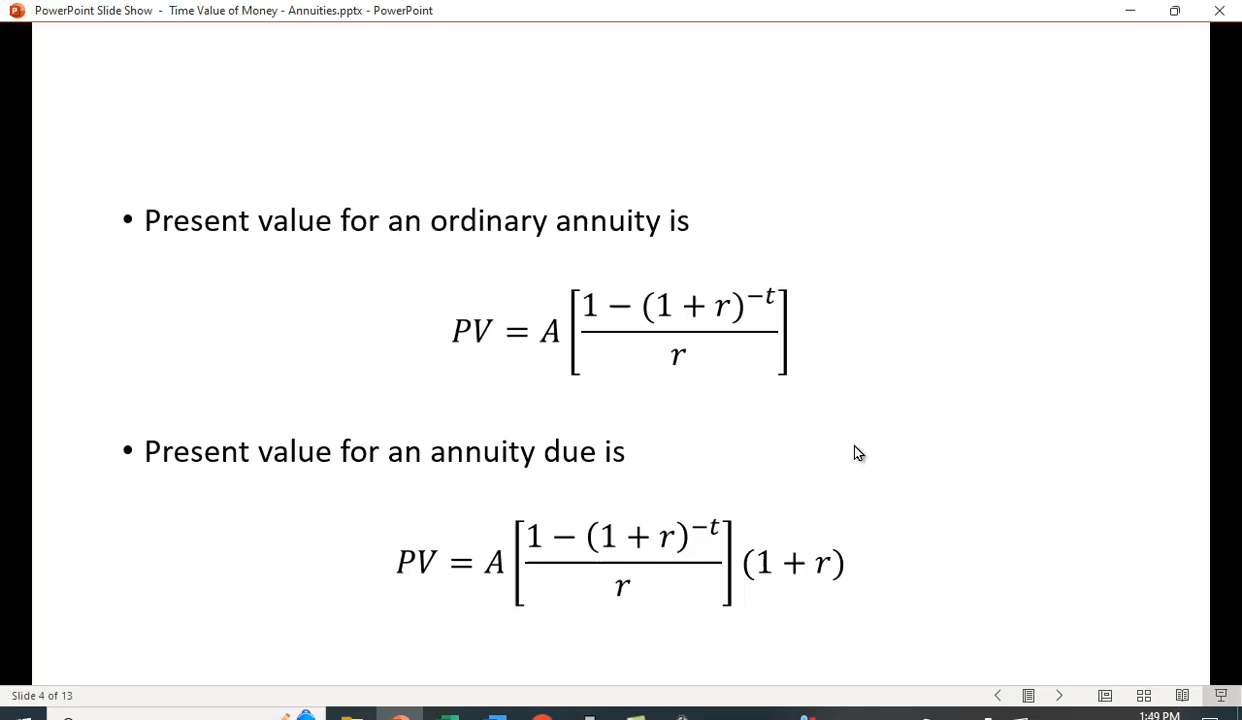 PowerPoint Slide Show - Time Value of Money - Annuities.pptx - PowerPoint
• Present value for an ordinary annuity is
PV = A [ (1 − (1 + r)^−t) / r ]
• Present value for an annuity due is
PV = A [ (1 − (1 + r)^−t) / r ] (1 + r)
Slide 4 of 13
1:49 PM